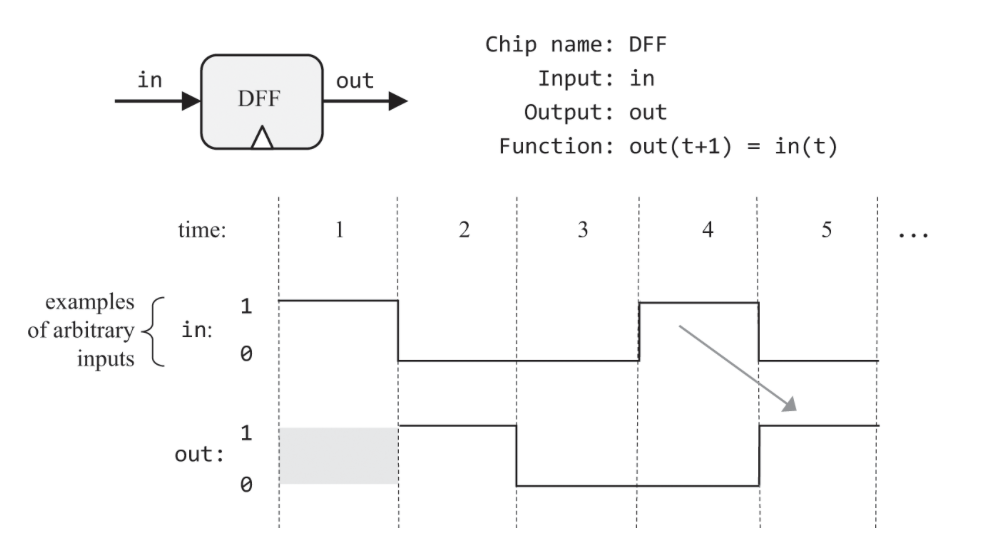 in
DFF
out
Chip name: DFF
Input: in
Output: out
Function: out(t+1) = in(t)
time: 1 2 3 4 5 ...
examples
of arbitrary
inputs
in:
1
0
out:
1
0